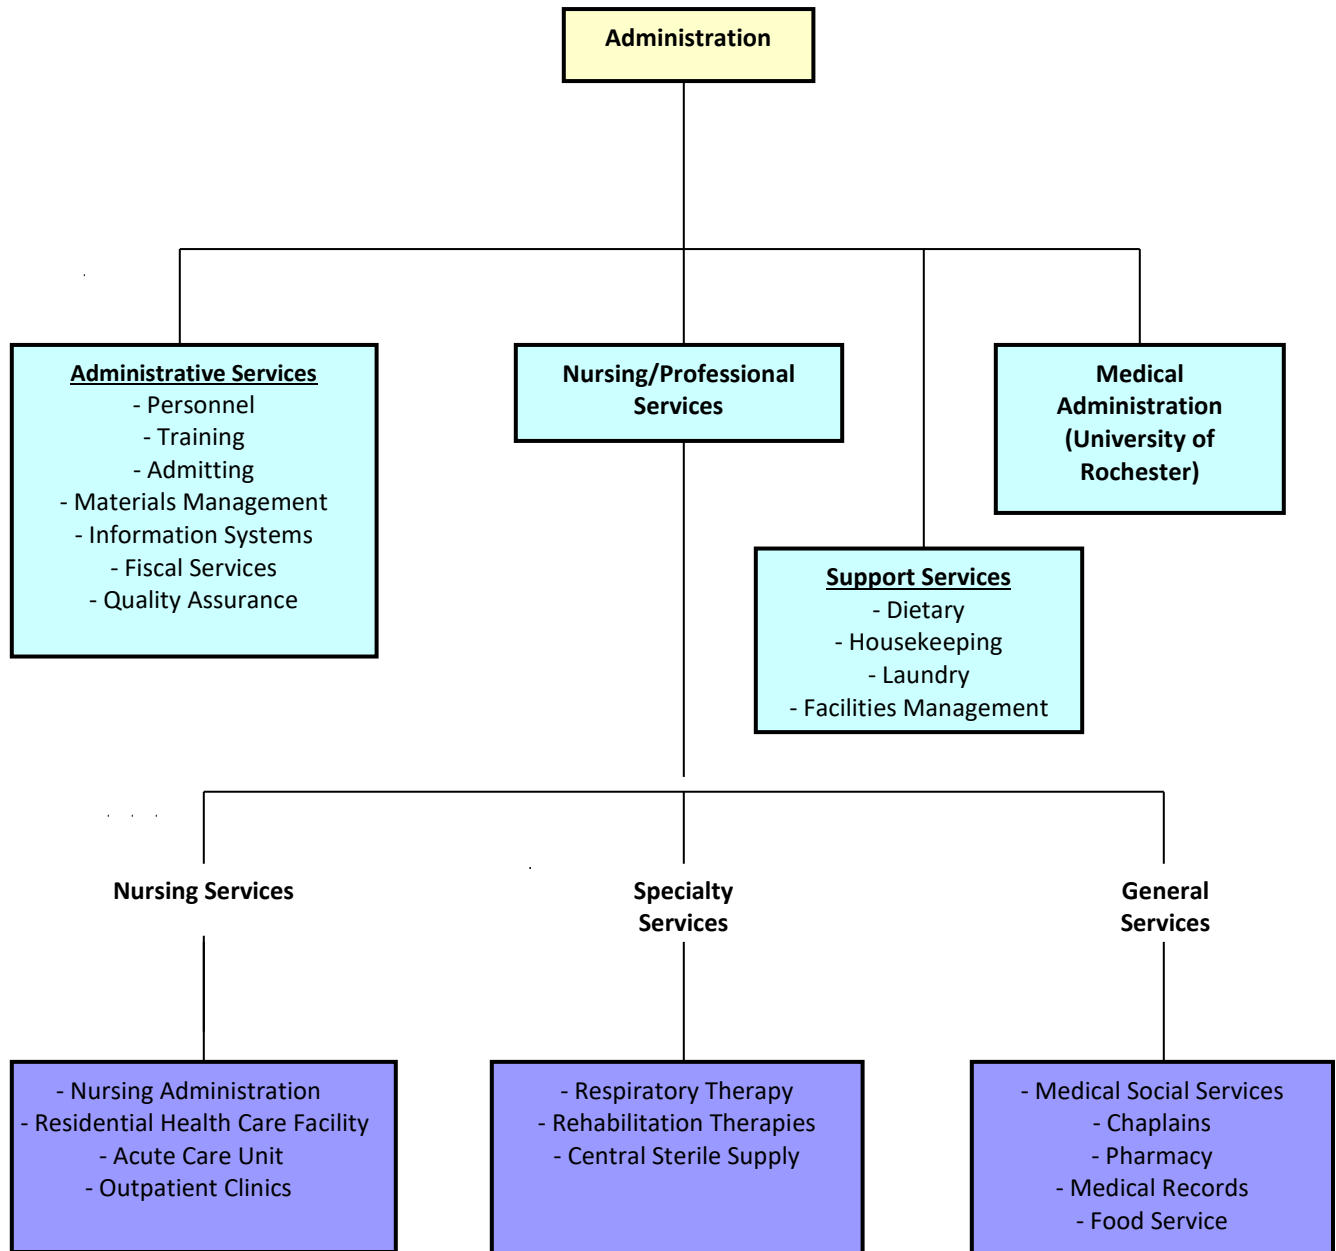 Administration
Administrative Services
- Personnel
- Training
- Admitting
- Materials Management
- Information Systems
- Fiscal Services
- Quality Assurance
Nursing/Professional
Services
Medical
Administration
(University of
Rochester)
Support Services
- Dietary
- Housekeeping
- Laundry
- Facilities Management
Nursing Services
Specialty
Services
General
Services
- Nursing Administration
- Residential Health Care Facility
- Acute Care Unit
- Outpatient Clinics
- Respiratory Therapy
- Rehabilitation Therapies
- Central Sterile Supply
- Medical Social Services
- Chaplains
- Pharmacy
- Medical Records
- Food Service